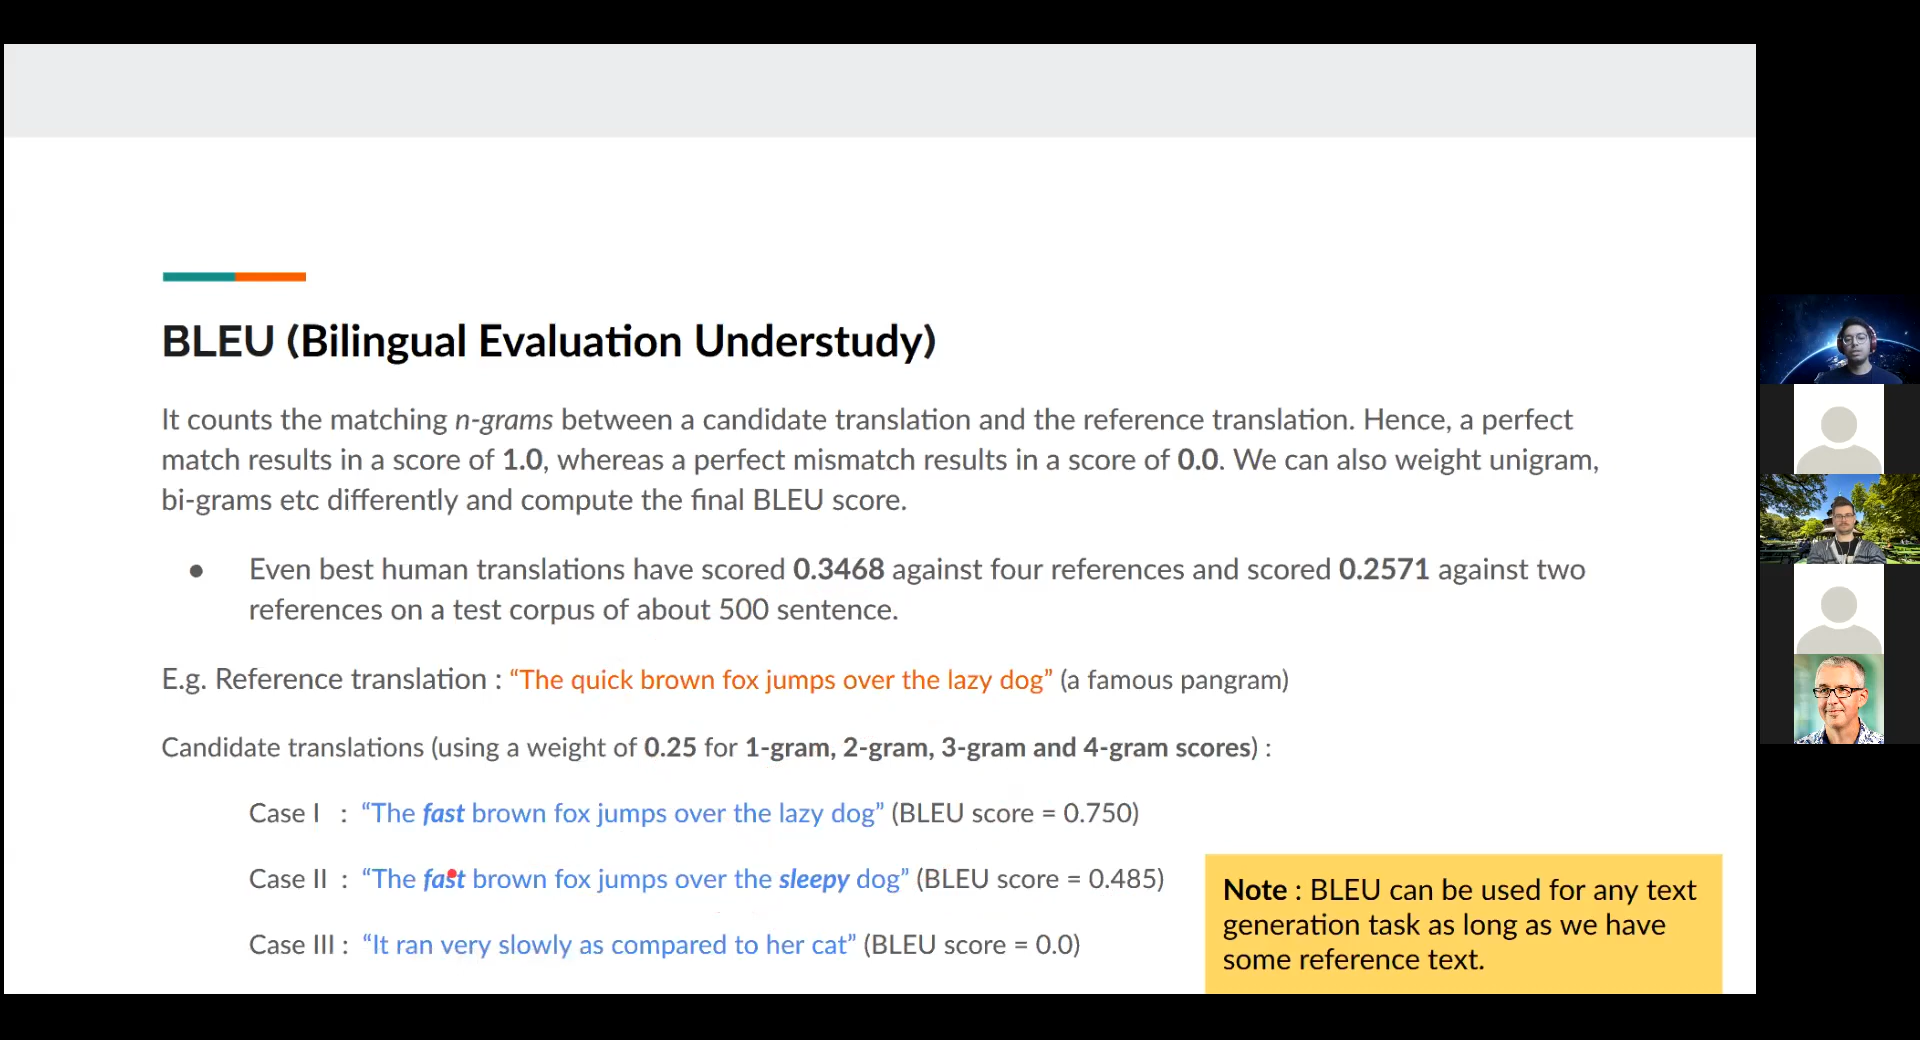 BLEU (Bilingual Evaluation Understudy)
It counts the matching n-grams between a candidate translation and the reference translation. Hence, a perfect
match results in a score of 1.0, whereas a perfect mismatch results in a score of 0.0. We can also weight unigram,
bi-grams etc differently and compute the final BLEU score.
● Even best human translations have scored 0.3468 against four references and scored 0.2571 against two
references on a test corpus of about 500 sentence.
E.g. Reference translation : “The quick brown fox jumps over the lazy dog” (a famous pangram)
Candidate translations (using a weight of 0.25 for 1-gram, 2-gram, 3-gram and 4-gram scores) :
Case I : “The fast brown fox jumps over the lazy dog” (BLEU score = 0.750)
Case II : “The fast brown fox jumps over the sleepy dog” (BLEU score = 0.485)
Case III : “It ran very slowly as compared to her cat” (BLEU score = 0.0)
Note : BLEU can be used for any text
generation task as long as we have
some reference text.